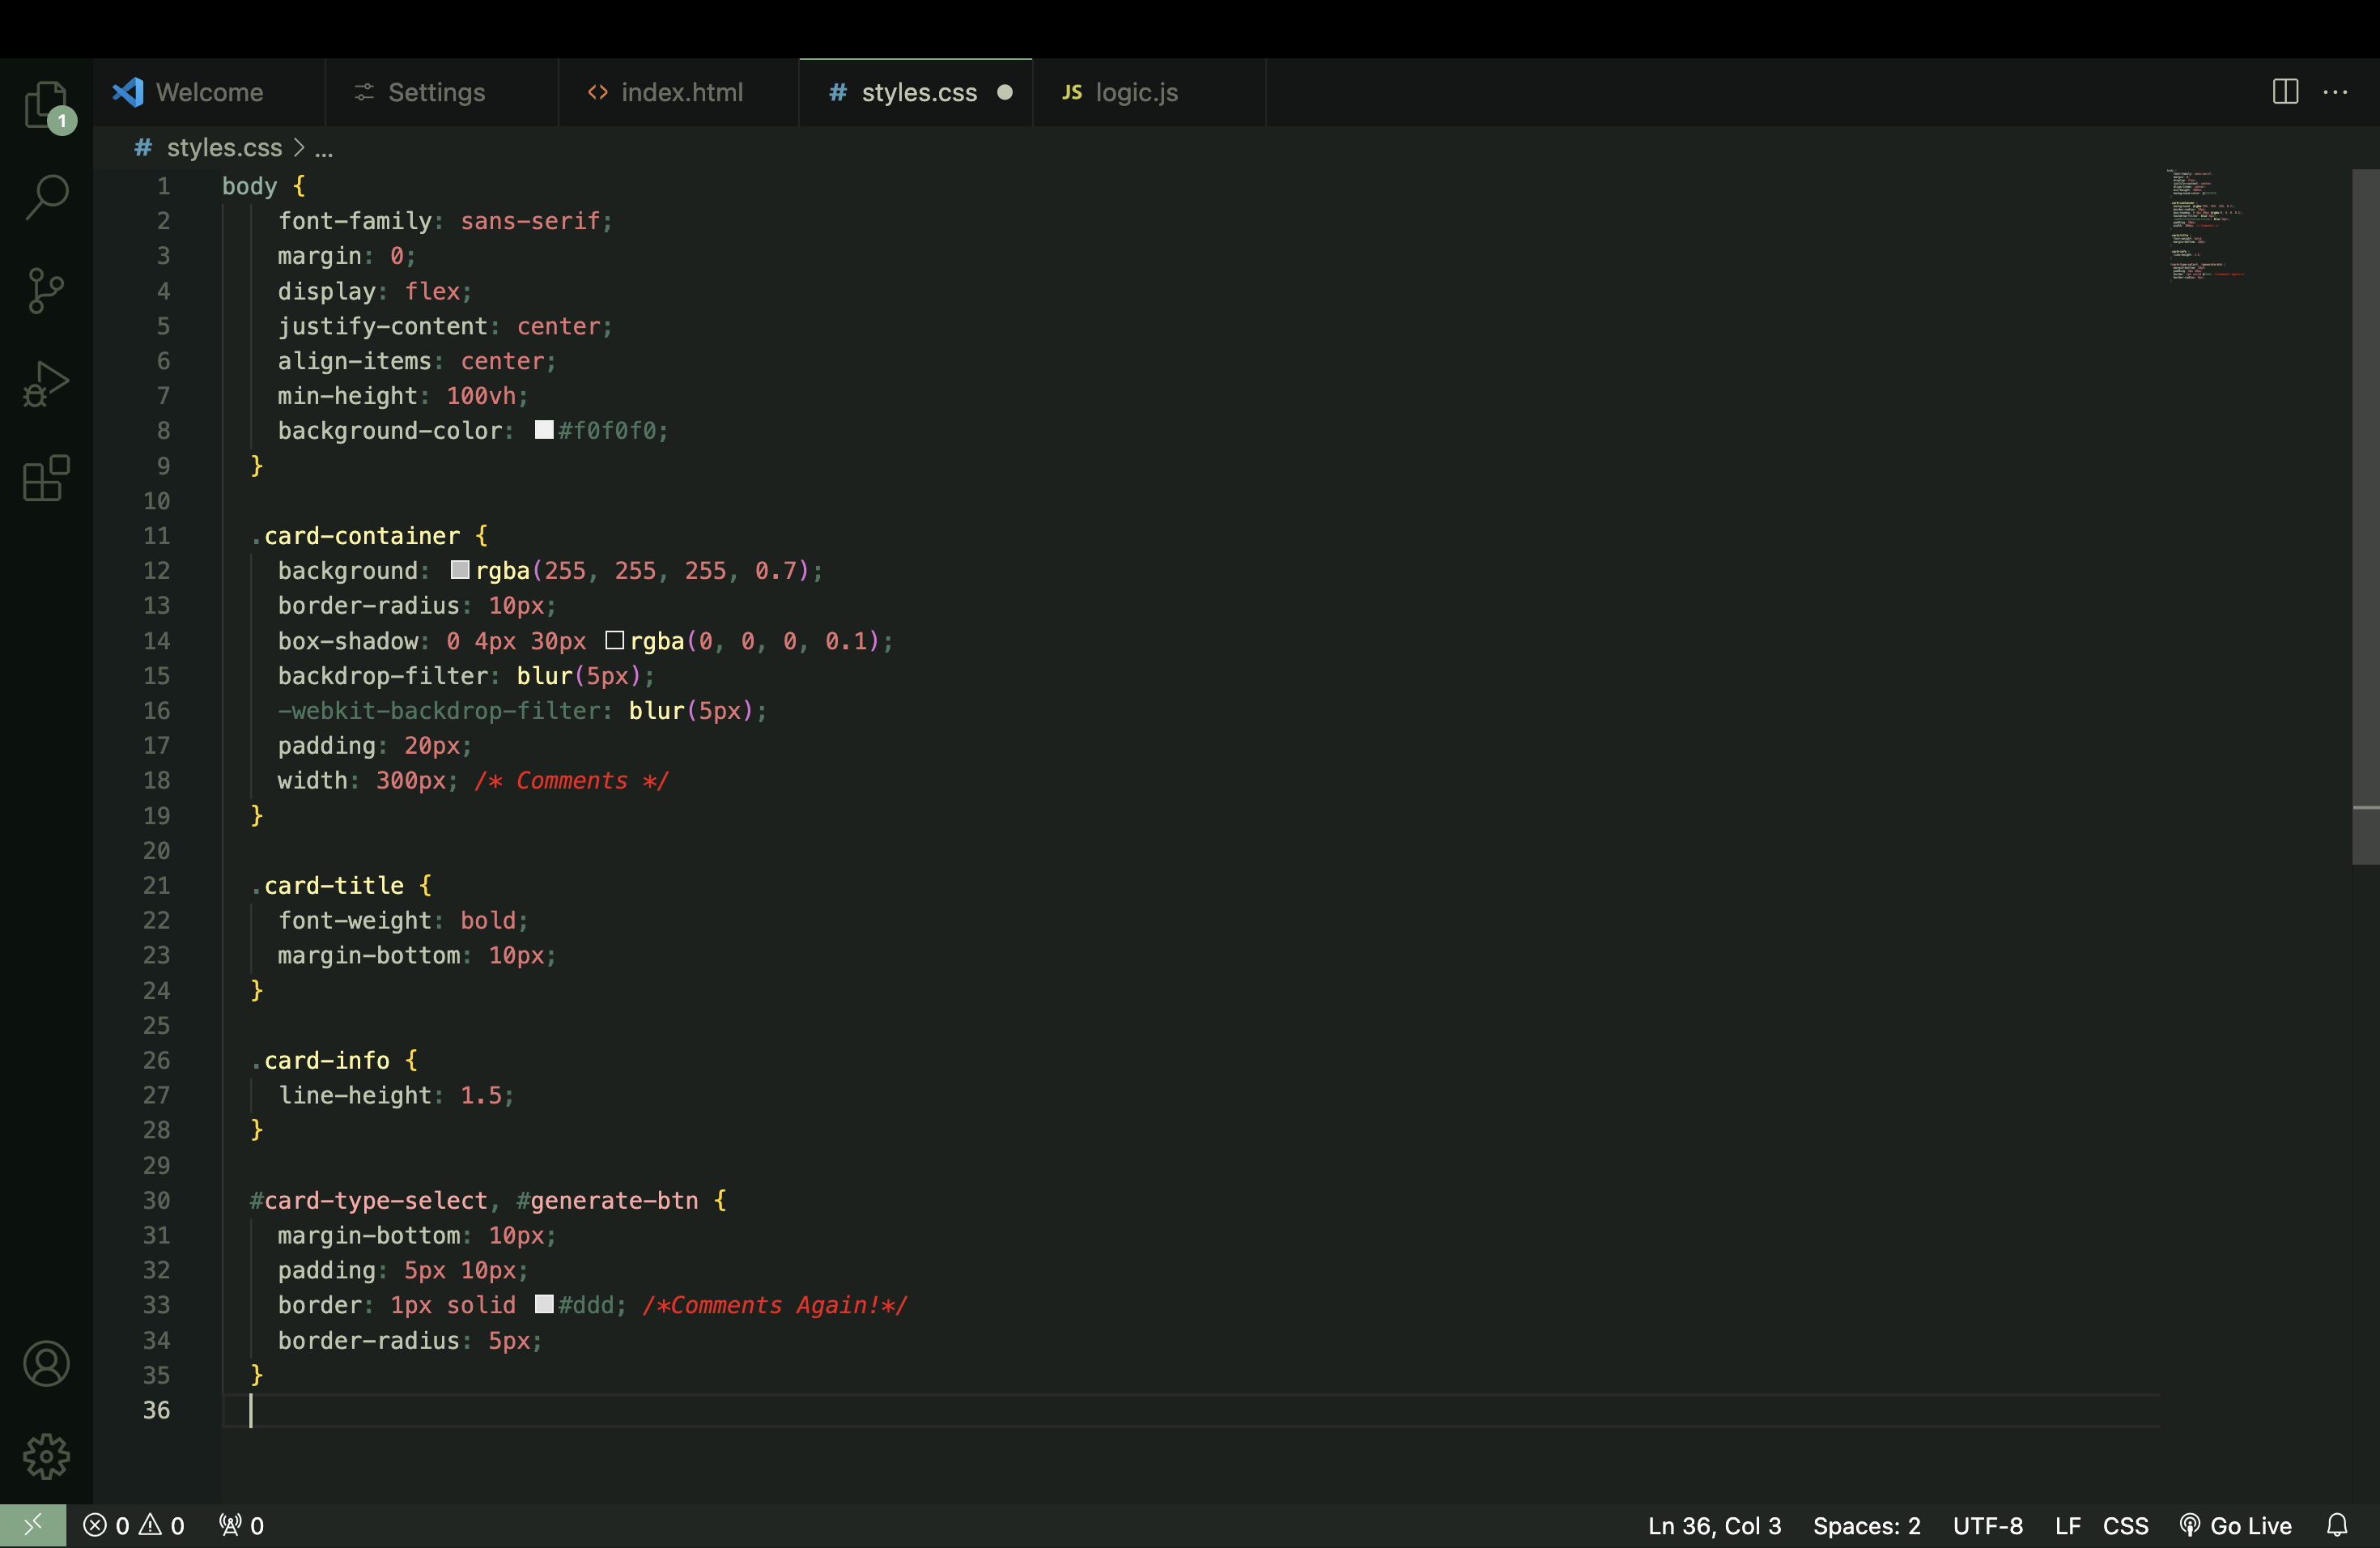 Welcome Settings index.html styles.css JS logic.js
1
# styles.css > ...
1 body {
2 font-family: sans-serif;
3 margin: 0;
4 display: flex;
5 justify-content: center;
6 align-items: center;
7 min-height: 100vh;
8 background-color: #f0f0f0;
9 }
10
11 .card-container {
12 background: rgba(255, 255, 255, 0.7);
13 border-radius: 10px;
14 box-shadow: 0 4px 30px rgba(0, 0, 0, 0.1);
15 backdrop-filter: blur(5px);
16 -webkit-backdrop-filter: blur(5px);
17 padding: 20px;
18 width: 300px; /* Comments */
19 }
20
21 .card-title {
22 font-weight: bold;
23 margin-bottom: 10px;
24 }
25
26 .card-info {
27 line-height: 1.5;
28 }
29
30 #card-type-select, #generate-btn {
31 margin-bottom: 10px;
32 padding: 5px 10px;
33 border: 1px solid #ddd; /*Comments Again!*/
34 border-radius: 5px;
35 }
36
0 0 0 Ln 36, Col 3 Spaces: 2 UTF-8 LF CSS Go Live